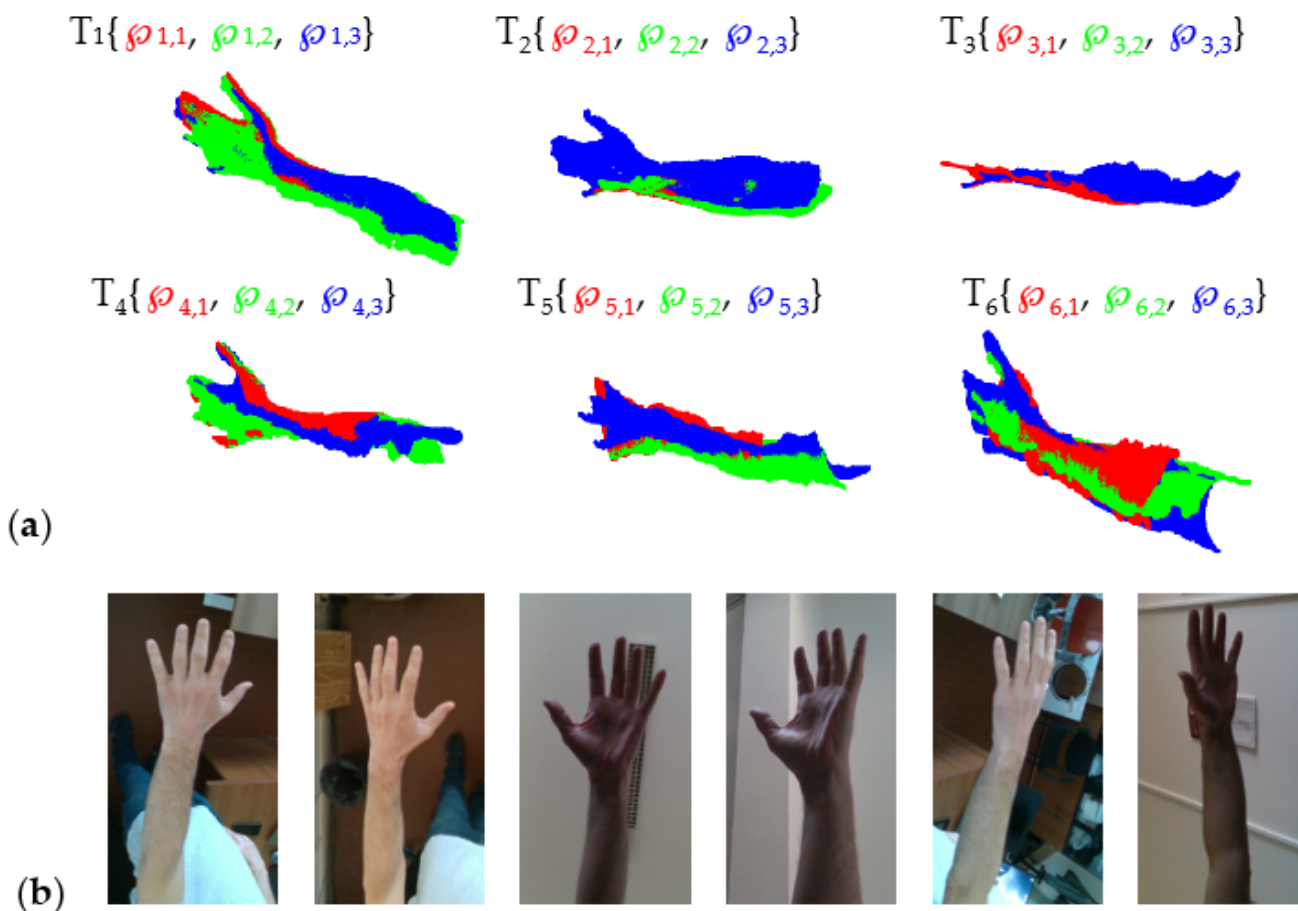 T1{℘1,1, ℘1,2, ℘1,3} T2{℘2,1, ℘2,2, ℘2,3} T3{℘3,1, ℘3,2, ℘3,3}
T4{℘4,1, ℘4,2, ℘4,3} T5{℘5,1, ℘5,2, ℘5,3} T6{℘6,1, ℘6,2, ℘6,3}
(a)
(b)